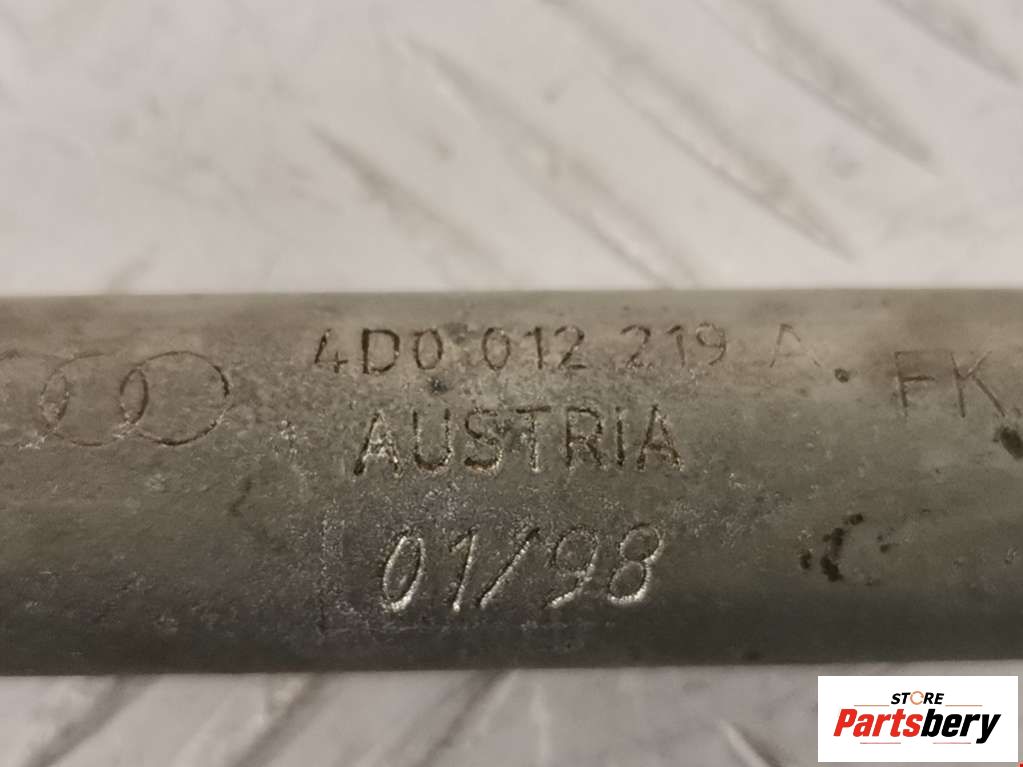 4D0 012 219 A. FK
AUSTRIA
01/98
STORE
Partsbery